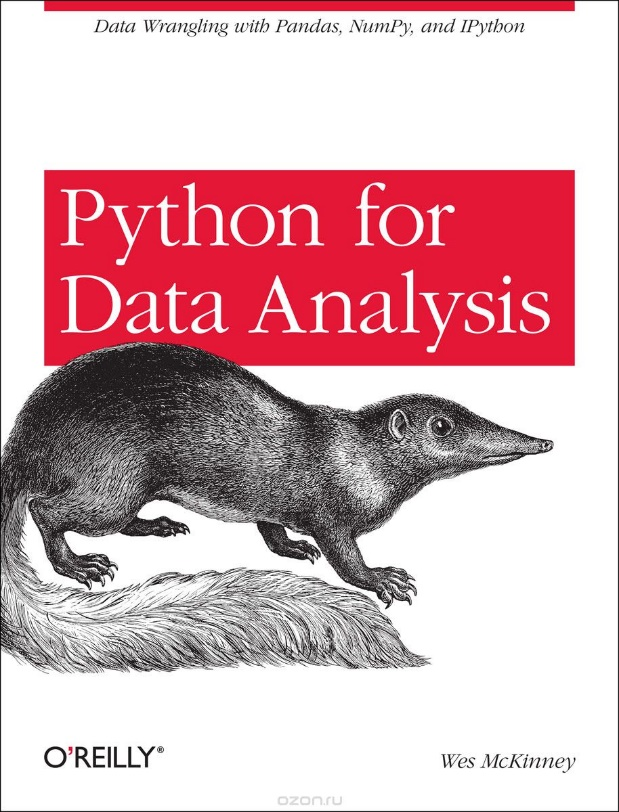 Data Wrangling with Pandas, NumPy, and IPython
Python for
Data Analysis
O'REILLY®
Wes McKinney
ozon.ru